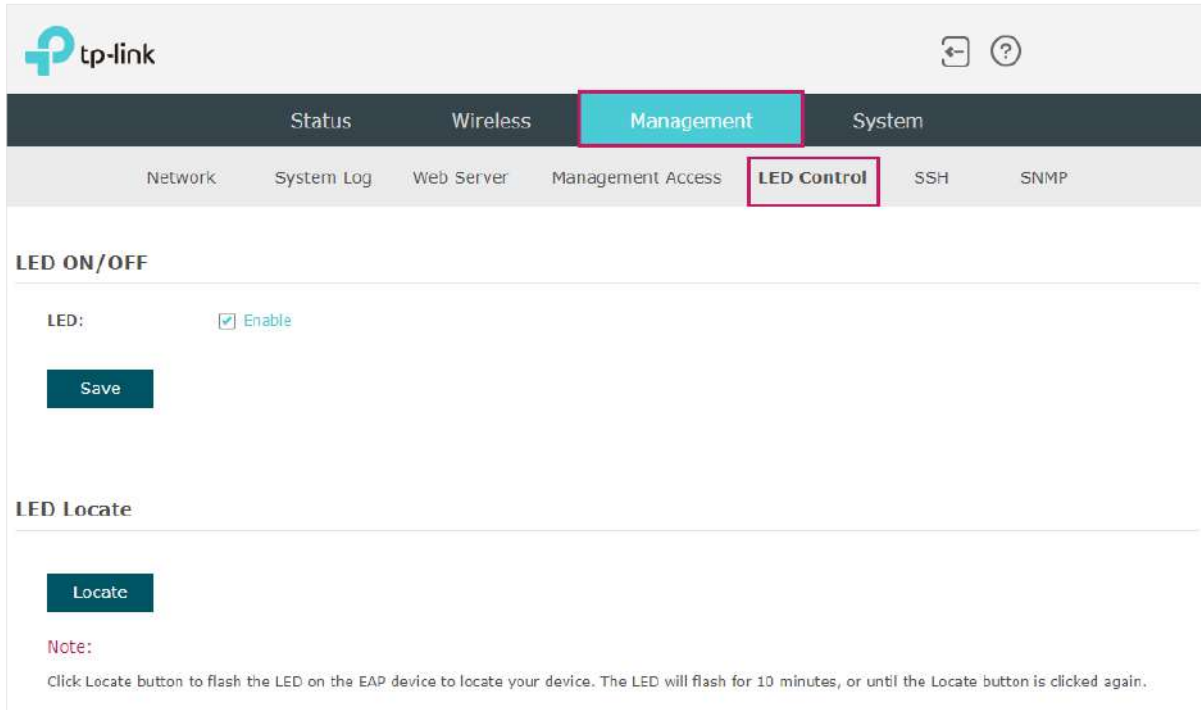 tp-link
Status Wireless Management System
Network System Log Web Server Management Access LED Control SSH SNMP
LED ON/OFF
LED: Enable
Save
LED Locate
Locate
Note:
Click Locate button to flash the LED on the EAP device to locate your device. The LED will flash for 10 minutes, or until the Locate button is clicked again.